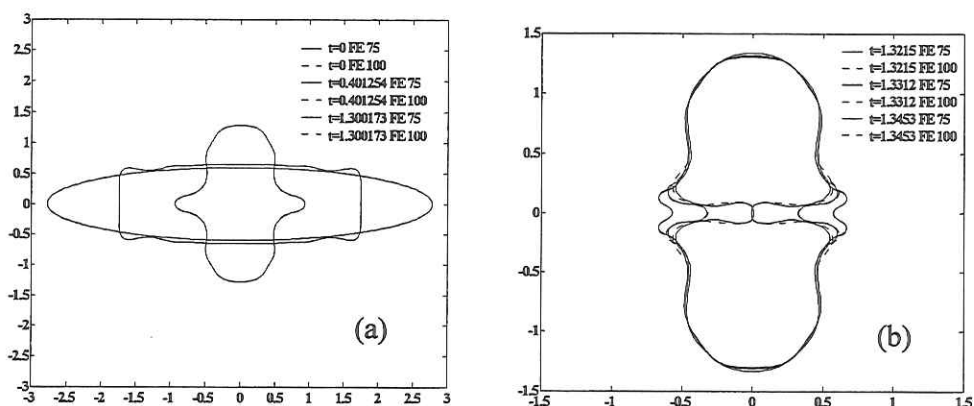 3
2.5
2
1.5
1
0.5
0
-0.5
-1
-1.5
-2
-2.5
-3
-3 -2.5 -2 -1.5 -1 -0.5 0 0.5 1 1.5 2 2.5 3
t=0 FE 75
t=0 FE 100
t=0.401254 FE 75
t=0.401254 FE 100
t=1.300173 FE 75
t=1.300173 FE 100
(a)
1.5
1
0.5
0
-0.5
-1
-1.5
-1.5 -1 -0.5 0 0.5 1 1.5
t=1.3215 FE 75
t=1.3215 FE 100
t=1.3312 FE 75
t=1.3312 FE 100
t=1.3453 FE 75
t=1.3453 FE 100
(b)